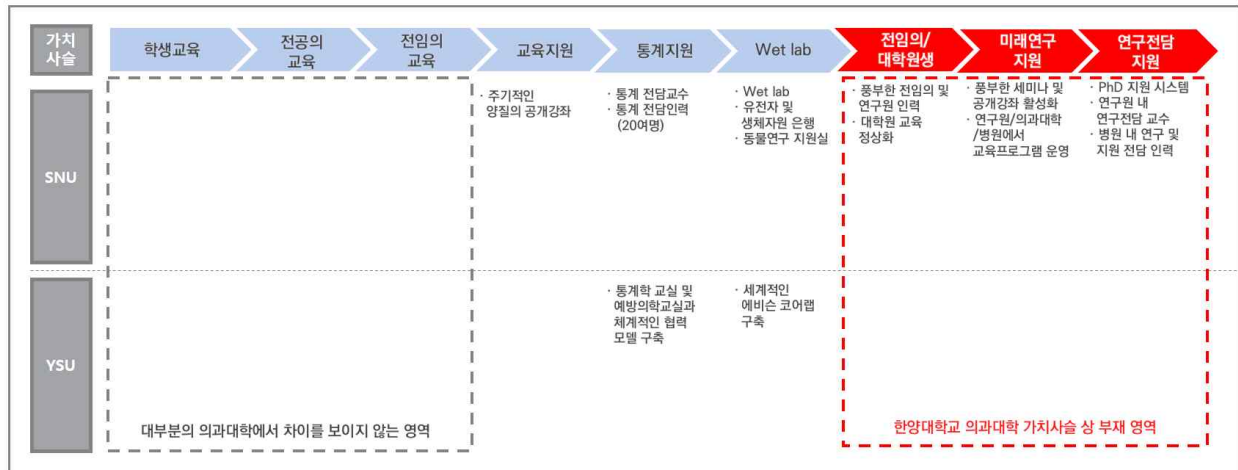 가치
사슬
학생교육
전공의
교육
전임의
교육
교육지원
통계지원
Wet lab
전임의/
대학원생
미래연구
지원
연구전담
지원
SNU
· 주기적인
양질의 공개강좌
· 통계 전담교수
· 통계 전담인력
(20여명)
· Wet lab
· 유전자 및
생체자원 은행
· 동물연구 지원실
· 풍부한 전임의 및
연구원 인력
· 대학원 교육
정상화
· 풍부한 세미나 및
공개강좌 활성화
· 연구원/의과대학
/병원에서
교육프로그램 운영
· PhD 지원 시스템
· 연구원 내
연구전담 교수
· 병원 내 연구 및
지원 전담 인력
YSU
· 통계학 교실 및
예방의학교실과
체계적인 협력
모델 구축
· 세계적인
에비슨 코어랩
구축
대부분의 의과대학에서 차이를 보이지 않는 영역
한양대학교 의과대학 가치사슬 상 부재 영역